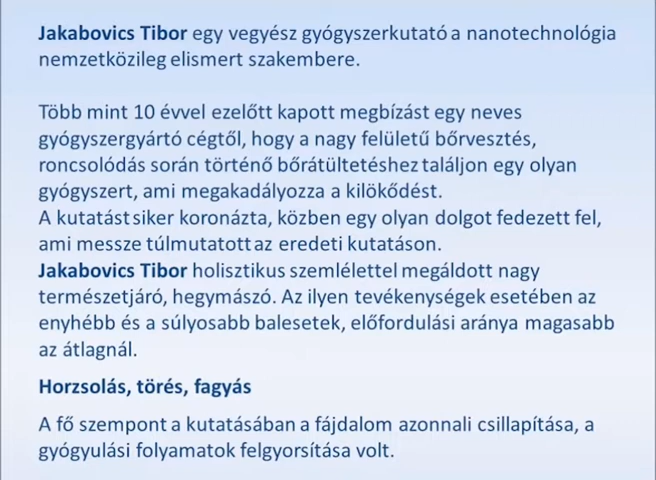 Jakabovics Tibor egy vegyész gyógyszerkutató a nanotechnológia
nemzetközileg elismert szakembere.
Több mint 10 évvel ezelőtt kapott megbízást egy neves
gyógyszergyártó cégtől, hogy a nagy felületű bőrvesztés,
roncsolódás során történő bőrátültetéshez találjon egy olyan
gyógyszert, ami megakadályozza a kilökődést.
A kutatást siker koronázta, közben egy olyan dolgot fedezett fel,
ami messze túlmutatott az eredeti kutatáson.
Jakabovics Tibor holisztikus szemlélettel megáldott nagy
természetjáró, hegymászó. Az ilyen tevékenységek esetében az
enyhébb és a súlyosabb balesetek, előfordulási aránya magasabb
az átlagnál.
Horzsolás, törés, fagyás
A fő szempont a kutatásában a fájdalom azonnali csillapítása, a
gyógyulási folyamatok felgyorsítása volt.